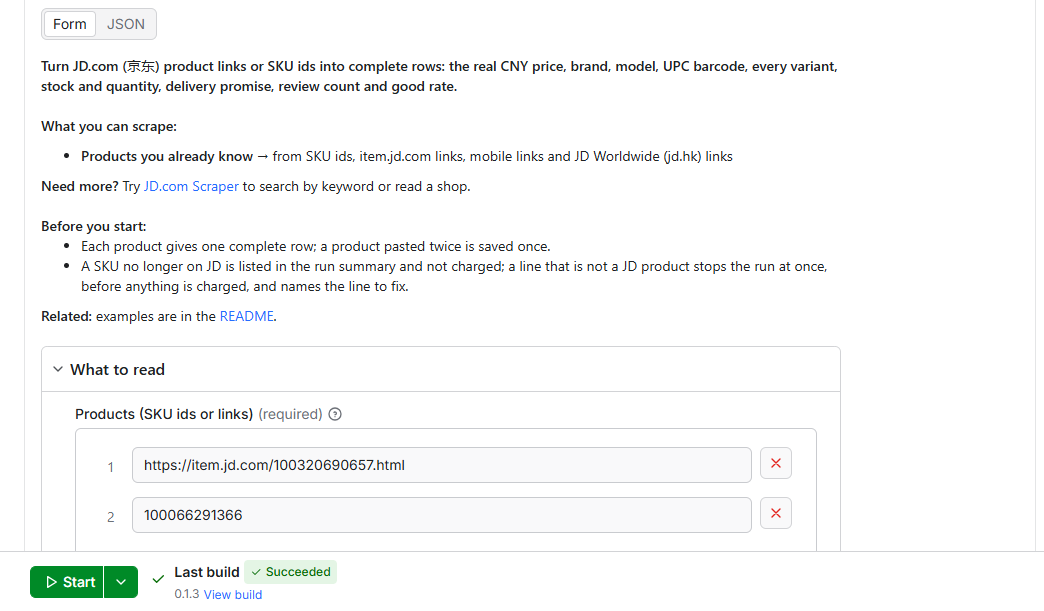 Form JSON
Turn JD.com (京东) product links or SKU ids into complete rows: the real CNY price, brand, model, UPC barcode, every variant,
stock and quantity, delivery promise, review count and good rate.
What you can scrape:
• Products you already know → from SKU ids, item.jd.com links, mobile links and JD Worldwide (jd.hk) links
Need more? Try JD.com Scraper to search by keyword or read a shop.
Before you start:
• Each product gives one complete row; a product pasted twice is saved once.
• A SKU no longer on JD is listed in the run summary and not charged; a line that is not a JD product stops the run at once,
before anything is charged, and names the line to fix.
Related: examples are in the README.
What to read
Products (SKU ids or links) (required) ?
1 https://item.jd.com/100320690657.html
2 100066291366
Start
Last build Succeeded
0.1.3 View build